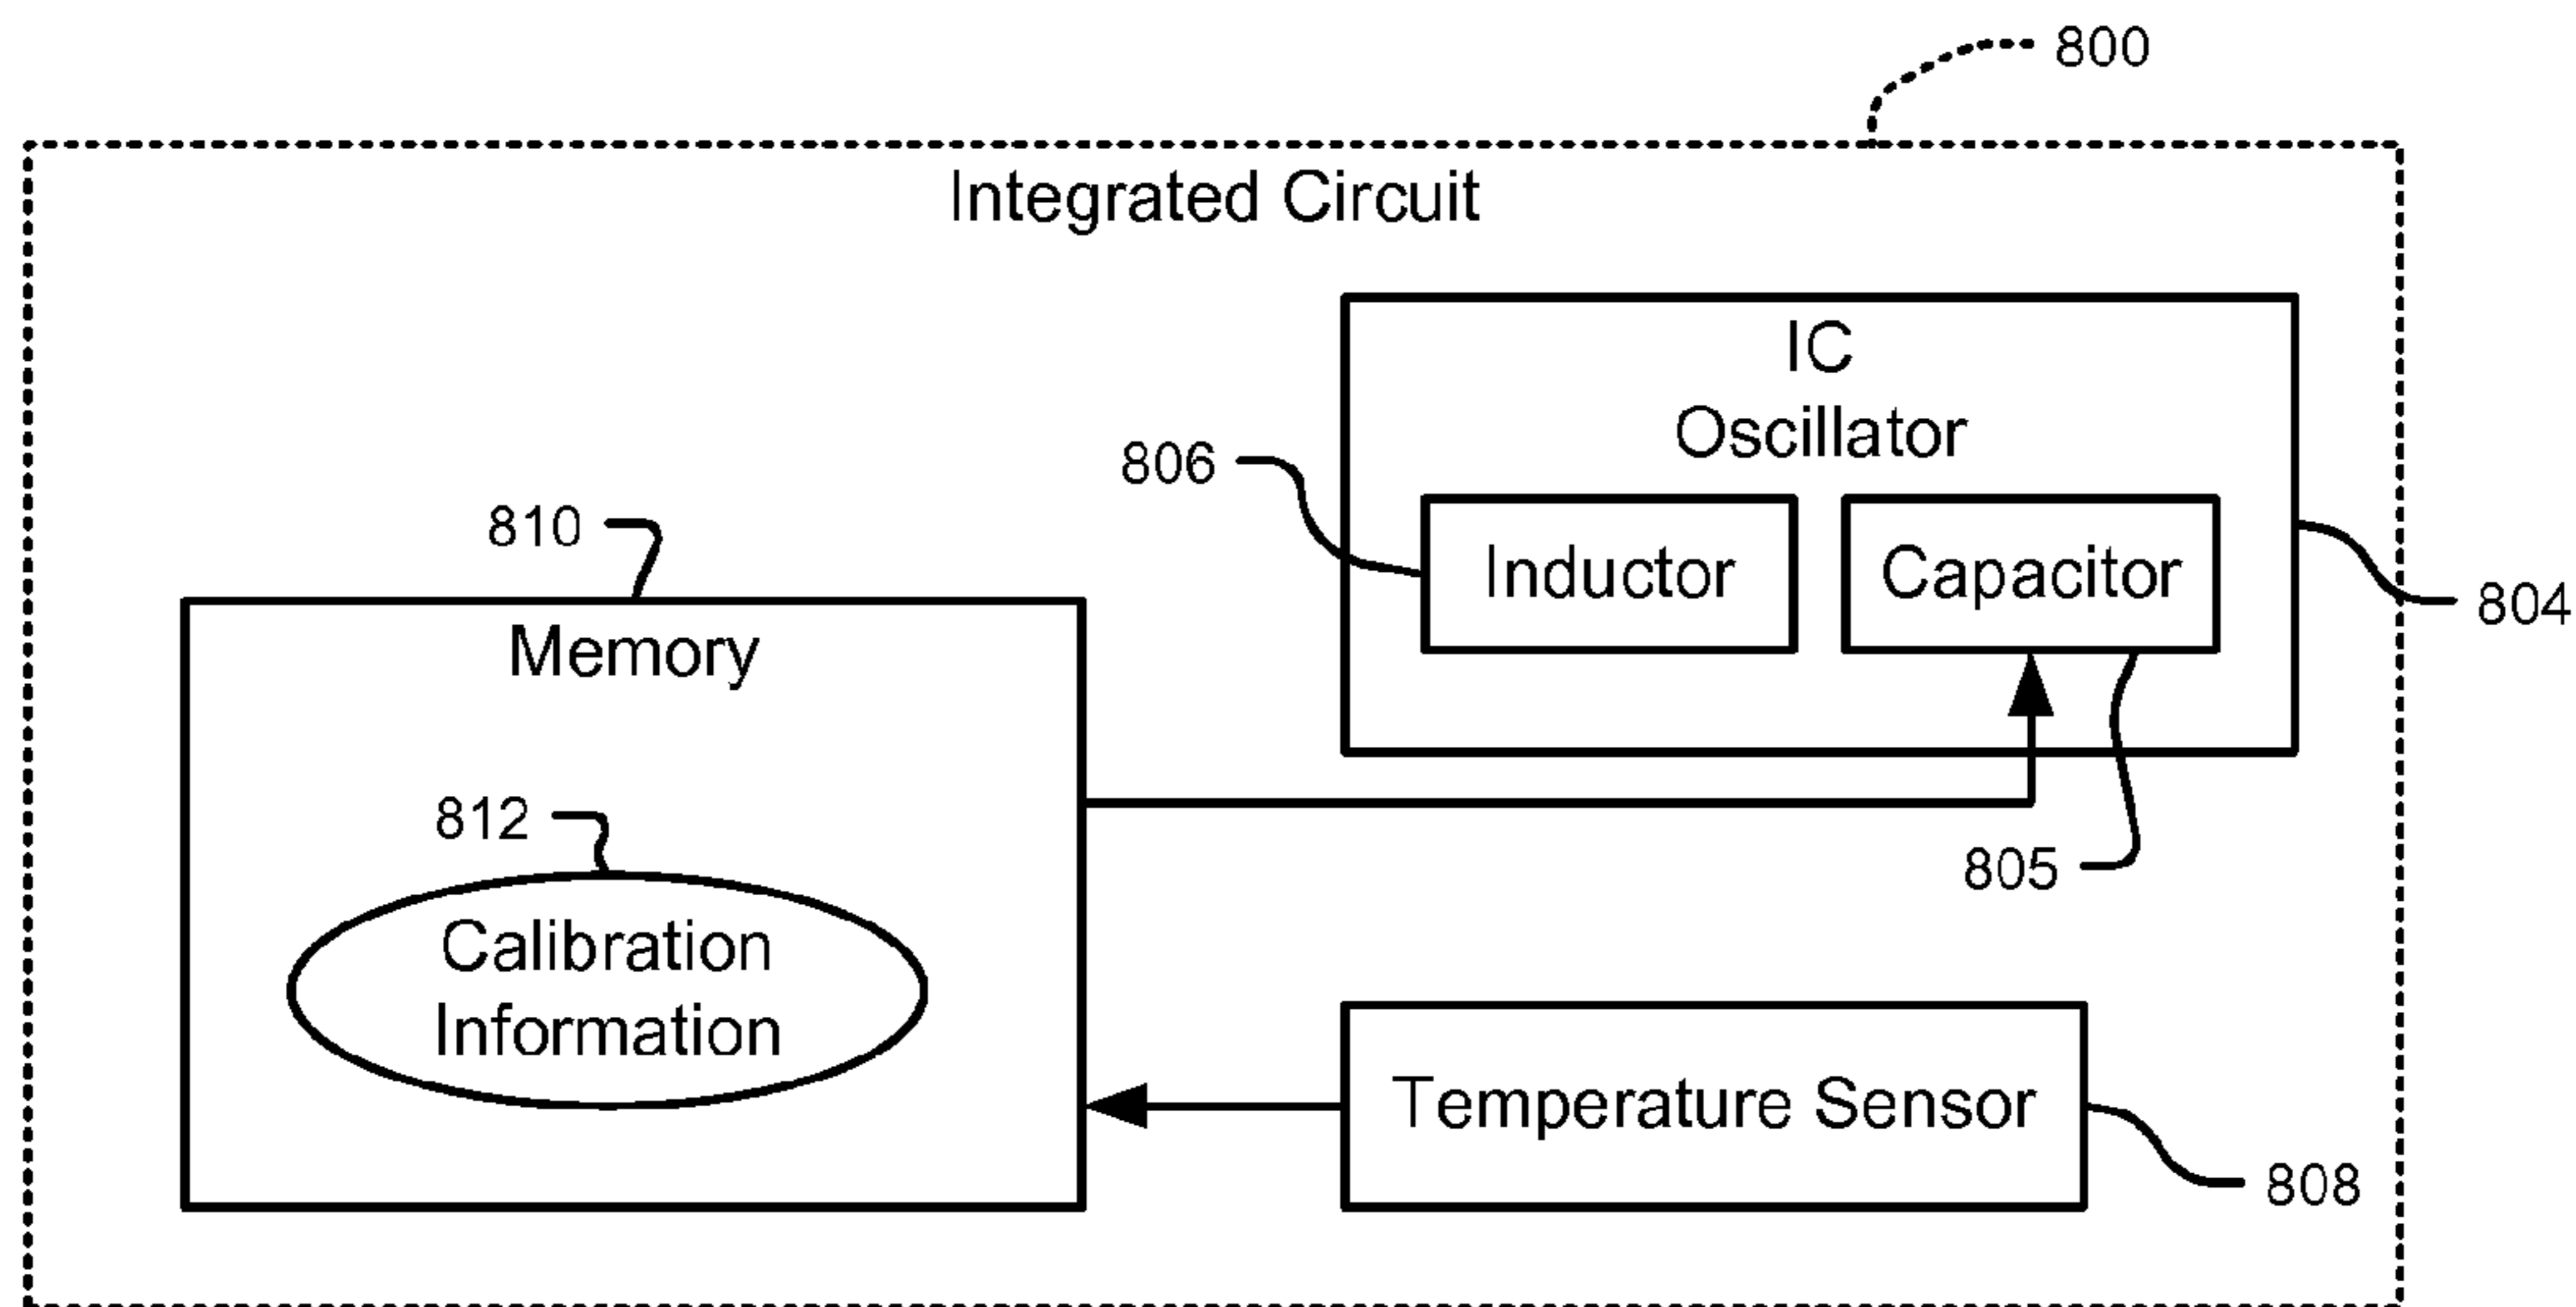 800
Integrated Circuit
IC
Oscillator
806
Inductor
Capacitor
804
810
Memory
812
805
Calibration
Information
Temperature Sensor
808